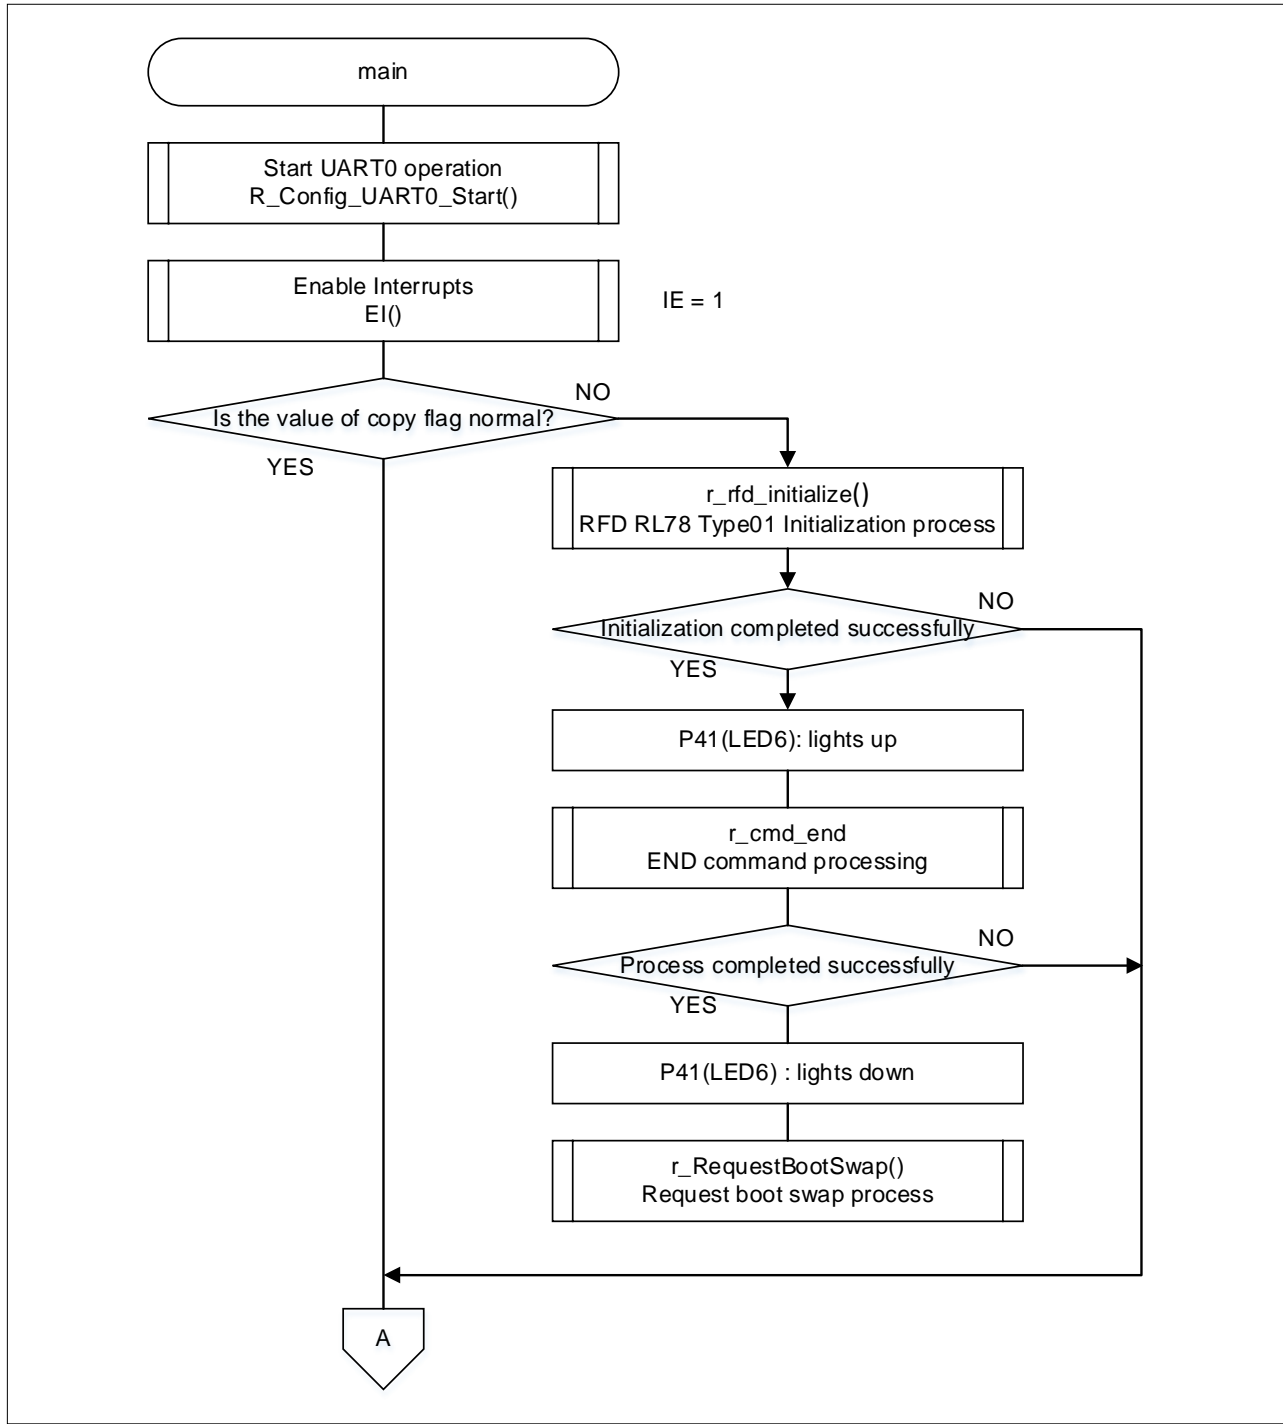 main
Start UART0 operation
R_Config_UART0_Start()
Enable Interrupts
EI()
IE = 1
Is the value of copy flag normal?
NO
YES
r_rfd_initialize()
RFD RL78 Type01 Initialization process
Initialization completed successfully
NO
YES
P41(LED6): lights up
r_cmd_end
END command processing
Process completed successfully
NO
YES
P41(LED6) : lights down
r_RequestBootSwap()
Request boot swap process
A